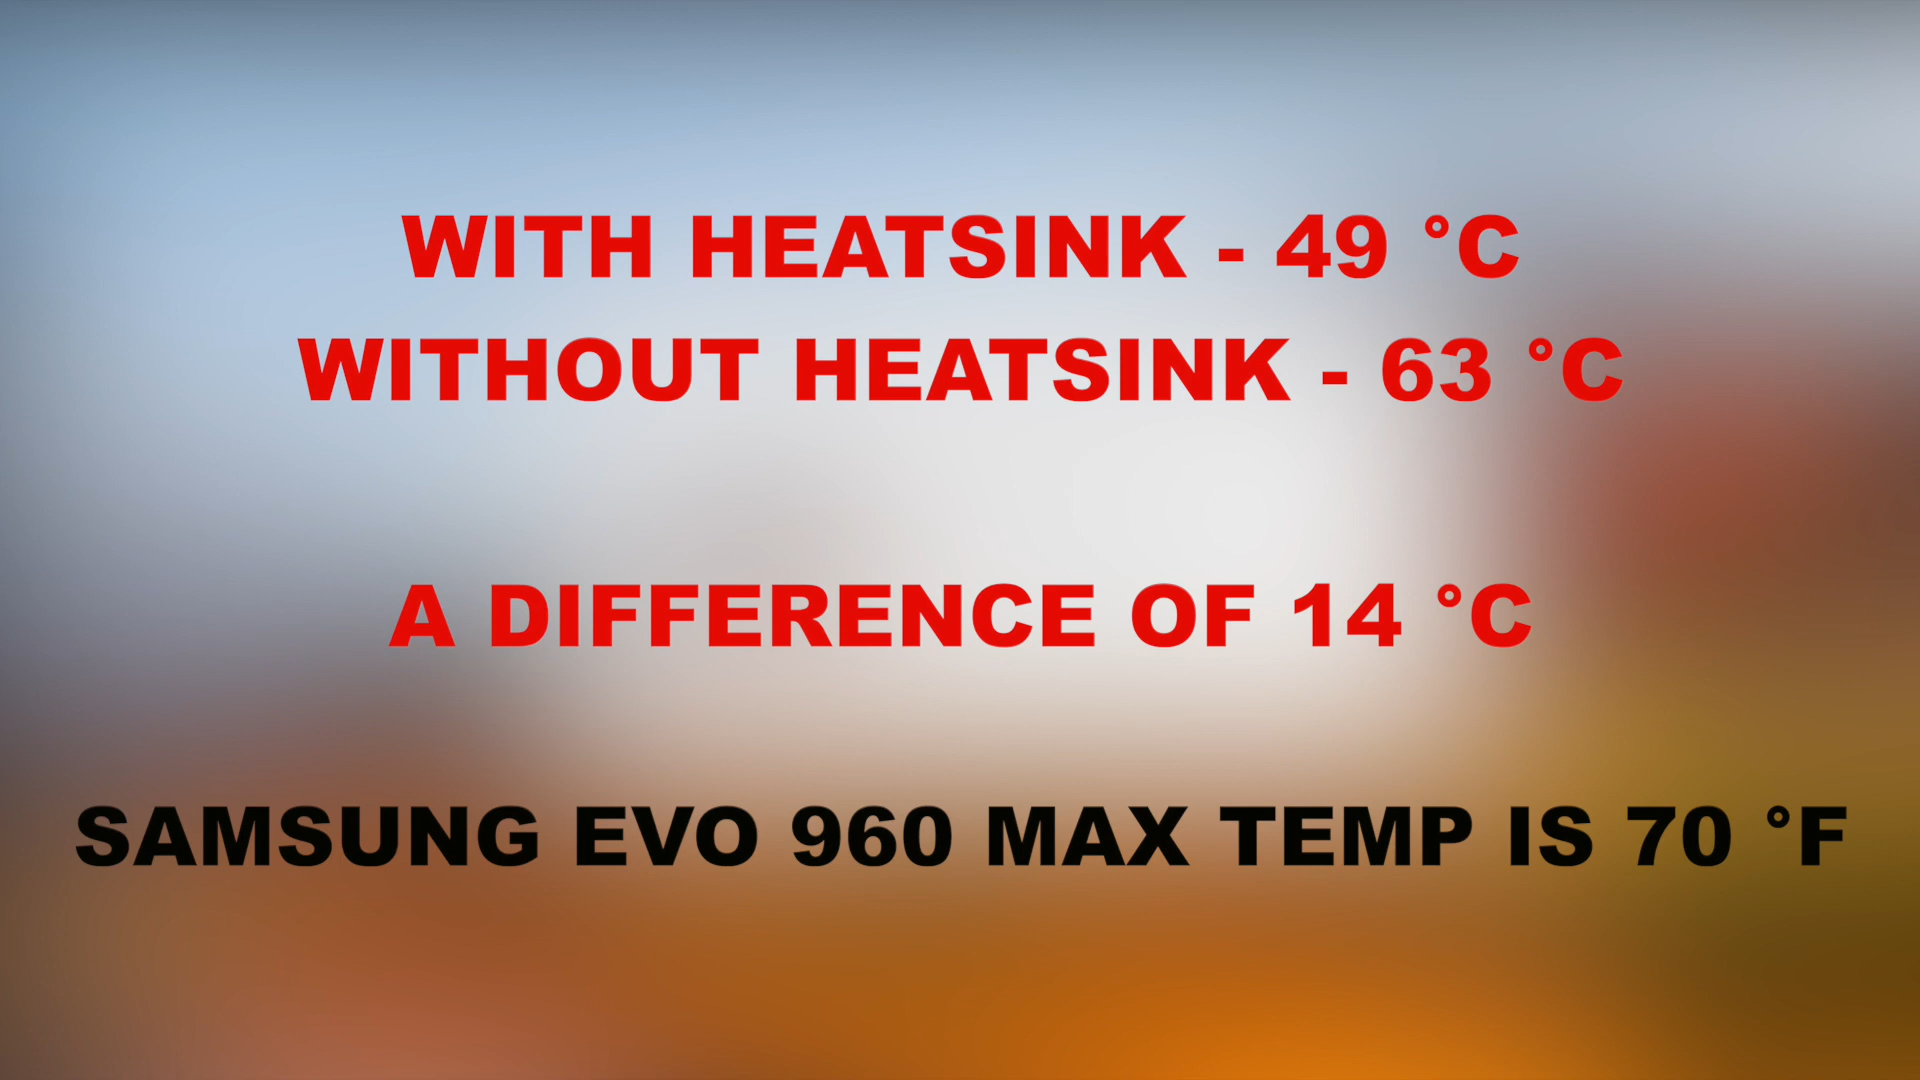 WITH HEATSINK - 49 °C
WITHOUT HEATSINK - 63 °C
A DIFFERENCE OF 14 °C
SAMSUNG EVO 960 MAX TEMP IS 70 °F